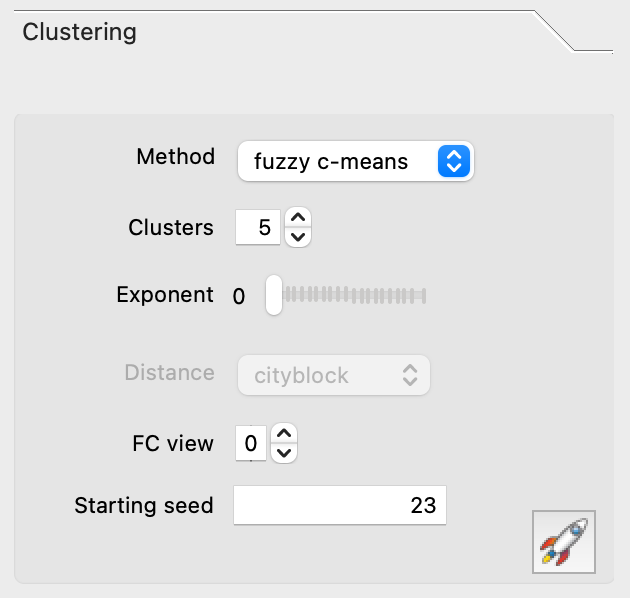 Clustering
Method fuzzy c-means
Clusters 5
Exponent 0
Distance cityblock
FC view 0
Starting seed 23